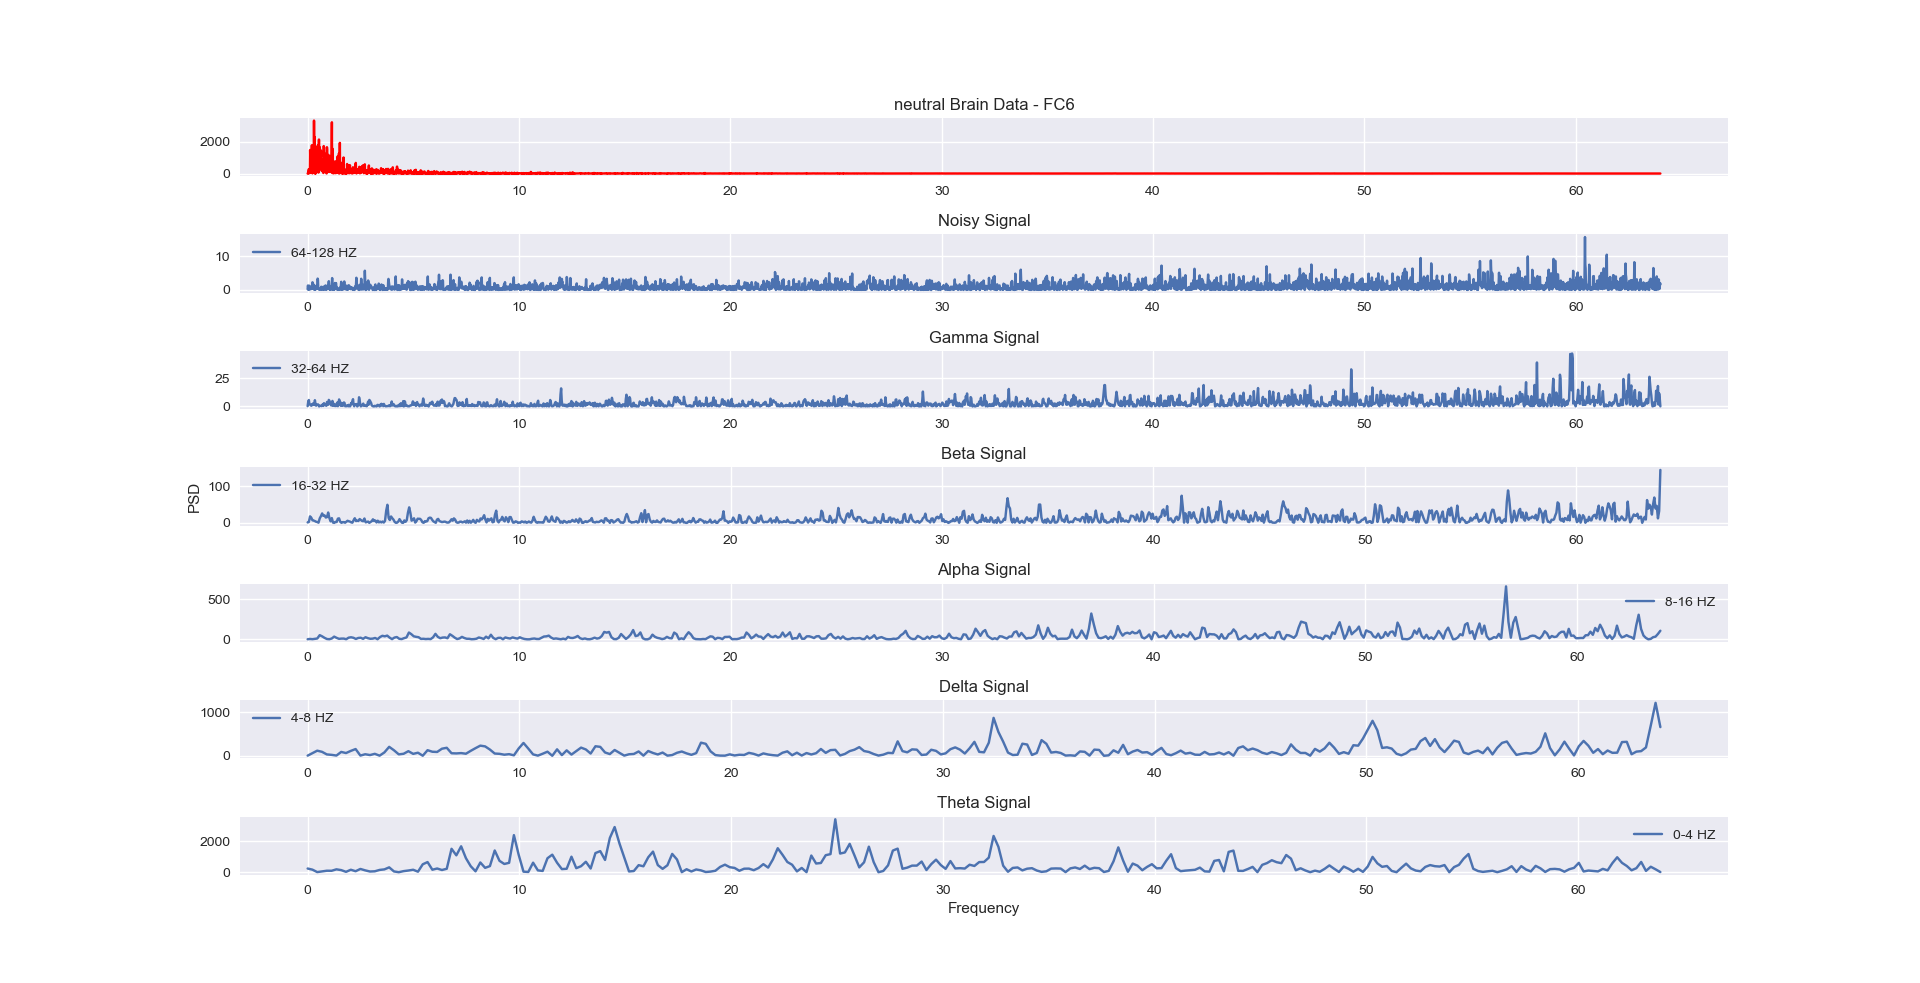 neutral Brain Data - FC6
2000
0
0 10 20 30 40 50 60
Noisy Signal
64-128 HZ
10
0
0 10 20 30 40 50 60
Gamma Signal
32-64 HZ
25
0
0 10 20 30 40 50 60
Beta Signal
16-32 HZ
100
PSD
0
0 10 20 30 40 50 60
Alpha Signal
500
8-16 HZ
0
0 10 20 30 40 50 60
Delta Signal
1000
4-8 HZ
0
0 10 20 30 40 50 60
Theta Signal
0-4 HZ
2000
0
0 10 20 30 40 50 60
Frequency